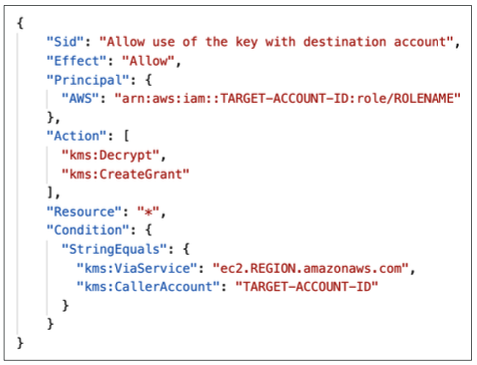 {
"Sid": "Allow use of the key with destination account",
"Effect": "Allow",
"Principal": {
"AWS": "arn:aws:iam::TARGET-ACCOUNT-ID:role/ROLENAME"
},
"Action": [
"kms:Decrypt",
"kms:CreateGrant"
],
"Resource": "*",
"Condition": {
"StringEquals": {
"kms:ViaService": "ec2.REGION.amazonaws.com",
"kms:CallerAccount": "TARGET-ACCOUNT-ID"
}
}
}